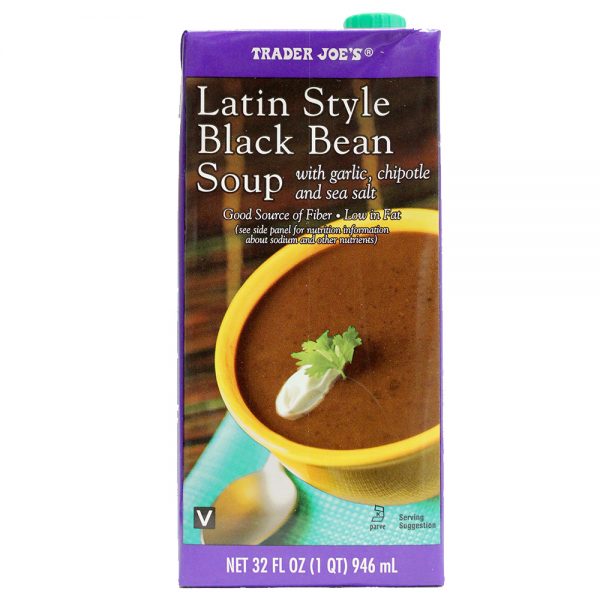 TRADER JOE'S®
Latin Style
Black Bean
Soup with garlic, chipotle
and sea salt
Good Source of Fiber • Low in Fat
(see side panel for nutrition information
about sodium and other nutrients)
V
K
parve
Serving
Suggestion
NET 32 FL OZ (1 QT) 946 mL